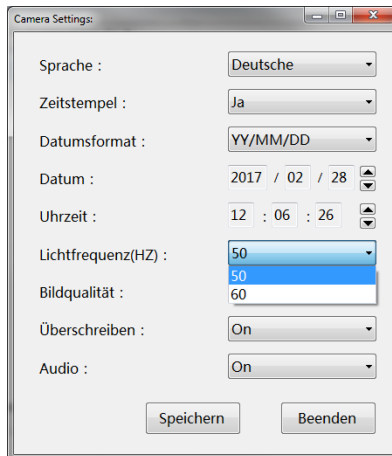 Camera Settings:
Sprache : Deutsche
Zeitstempel : Ja
Datumsformat : YY/MM/DD
Datum : 2017 / 02 / 28
Uhrzeit : 12 : 06 : 26
Lichtfrequenz(HZ) : 50
50
Bildqualität :
60
Überschreiben : On
Audio : On
Speichern Beenden